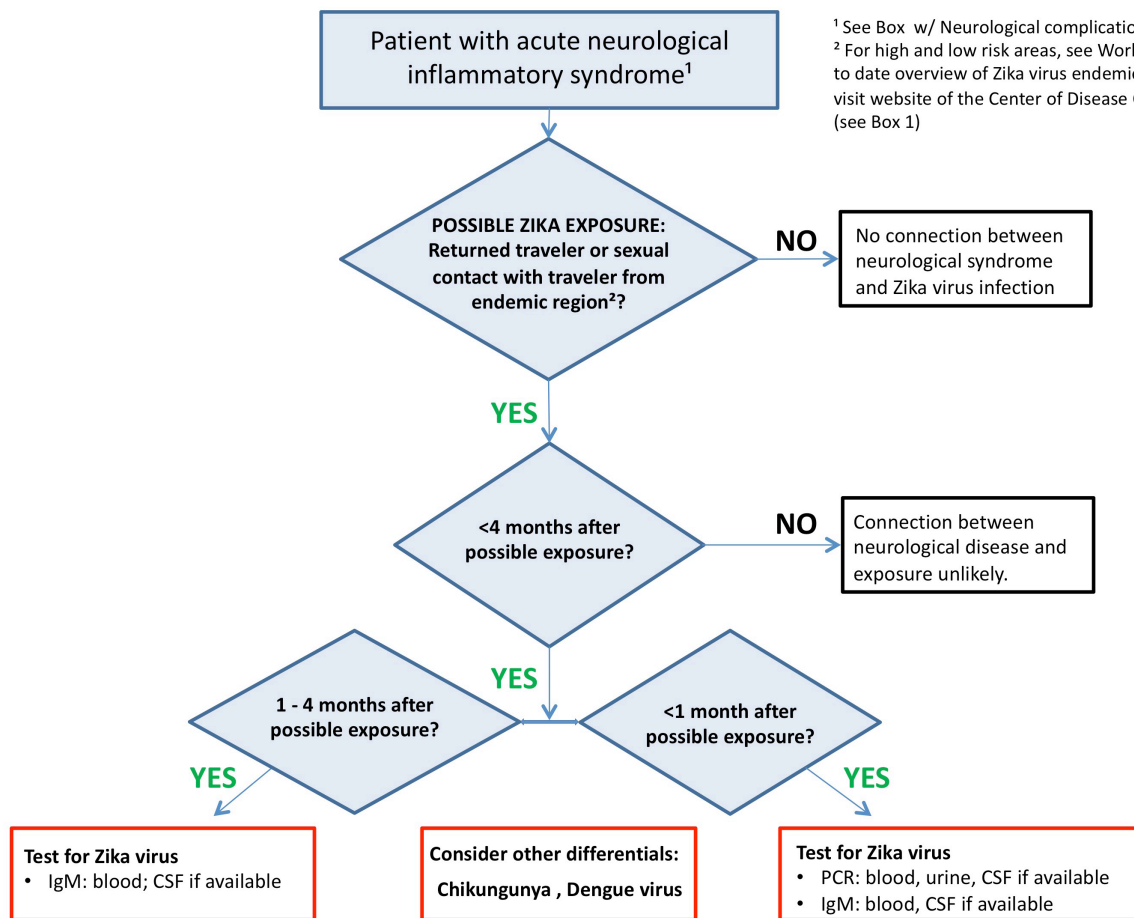 Patient with acute neurological
inflammatory syndrome¹
¹ See Box w/ Neurological complicatio
² For high and low risk areas, see Worl
to date overview of Zika virus endemic
visit website of the Center of Disease
(see Box 1)
POSSIBLE ZIKA EXPOSURE:
Returned traveler or sexual
contact with traveler from
endemic region²?
NO
No connection between
neurological syndrome
and Zika virus infection
YES
<4 months after
possible exposure?
NO
Connection between
neurological disease and
exposure unlikely.
YES
1 - 4 months after
possible exposure?
<1 month after
possible exposure?
YES
YES
Test for Zika virus
• IgM: blood; CSF if available
Consider other differentials:
Chikungunya , Dengue virus
Test for Zika virus
• PCR: blood, urine, CSF if available
• IgM: blood, CSF if available